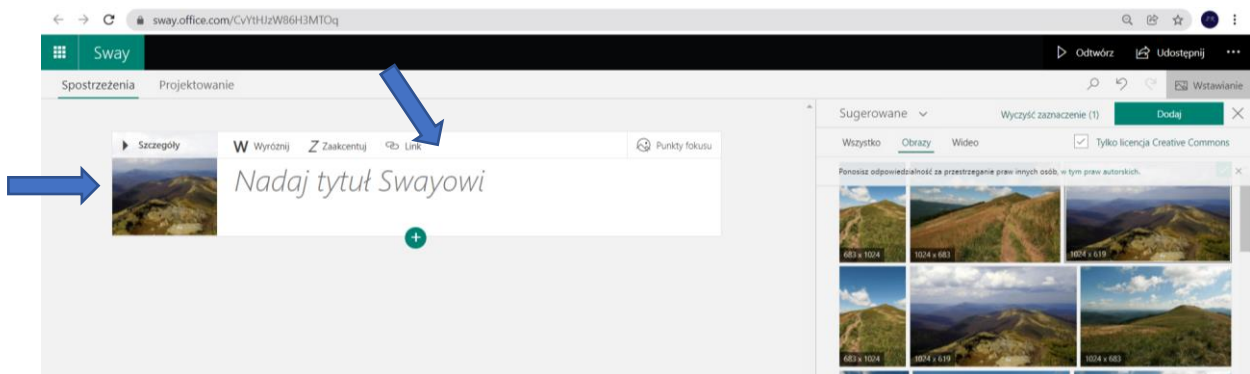 sway.office.com/CvYtHJzW86H3MTOq
Sway
Odtwórz
Udostępnij
Spostrzeżenia
Projektowanie
Wstawianie
Szczegóły
W Wyróżnij
Z Zaakcentuj
Link
Punkty fokusu
Nadaj tytuł Swayowi
Sugerowane
Wyczyść zaznaczenie (1)
Dodaj
Wszystko
Obrazy
Wideo
Tylko licencja Creative Commons
Ponosisz odpowiedzialność za przestrzeganie praw innych osób, w tym praw autorskich.
683 x 1024
1024 x 683
1024 x 619
683 x 1024
1024 x 619
1024 x 683